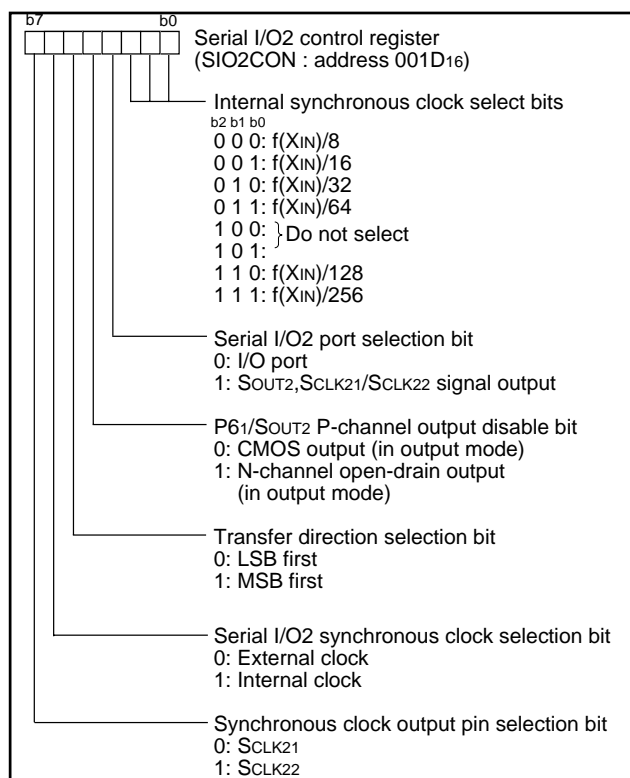 b7 b0
Serial I/O2 control register
(SIO2CON : address 001D16)
Internal synchronous clock select bits
b2 b1 b0
0 0 0: f(XIN)/8
0 0 1: f(XIN)/16
0 1 0: f(XIN)/32
0 1 1: f(XIN)/64
1 0 0:
Do not select
1 0 1:
1 1 0: f(XIN)/128
1 1 1: f(XIN)/256
Serial I/O2 port selection bit
0: I/O port
1: SOUT2,SCLK21/SCLK22 signal output
P61/SOUT2 P-channel output disable bit
0: CMOS output (in output mode)
1: N-channel open-drain output
(in output mode)
Transfer direction selection bit
0: LSB first
1: MSB first
Serial I/O2 synchronous clock selection bit
0: External clock
1: Internal clock
Synchronous clock output pin selection bit
0: SCLK21
1: SCLK22